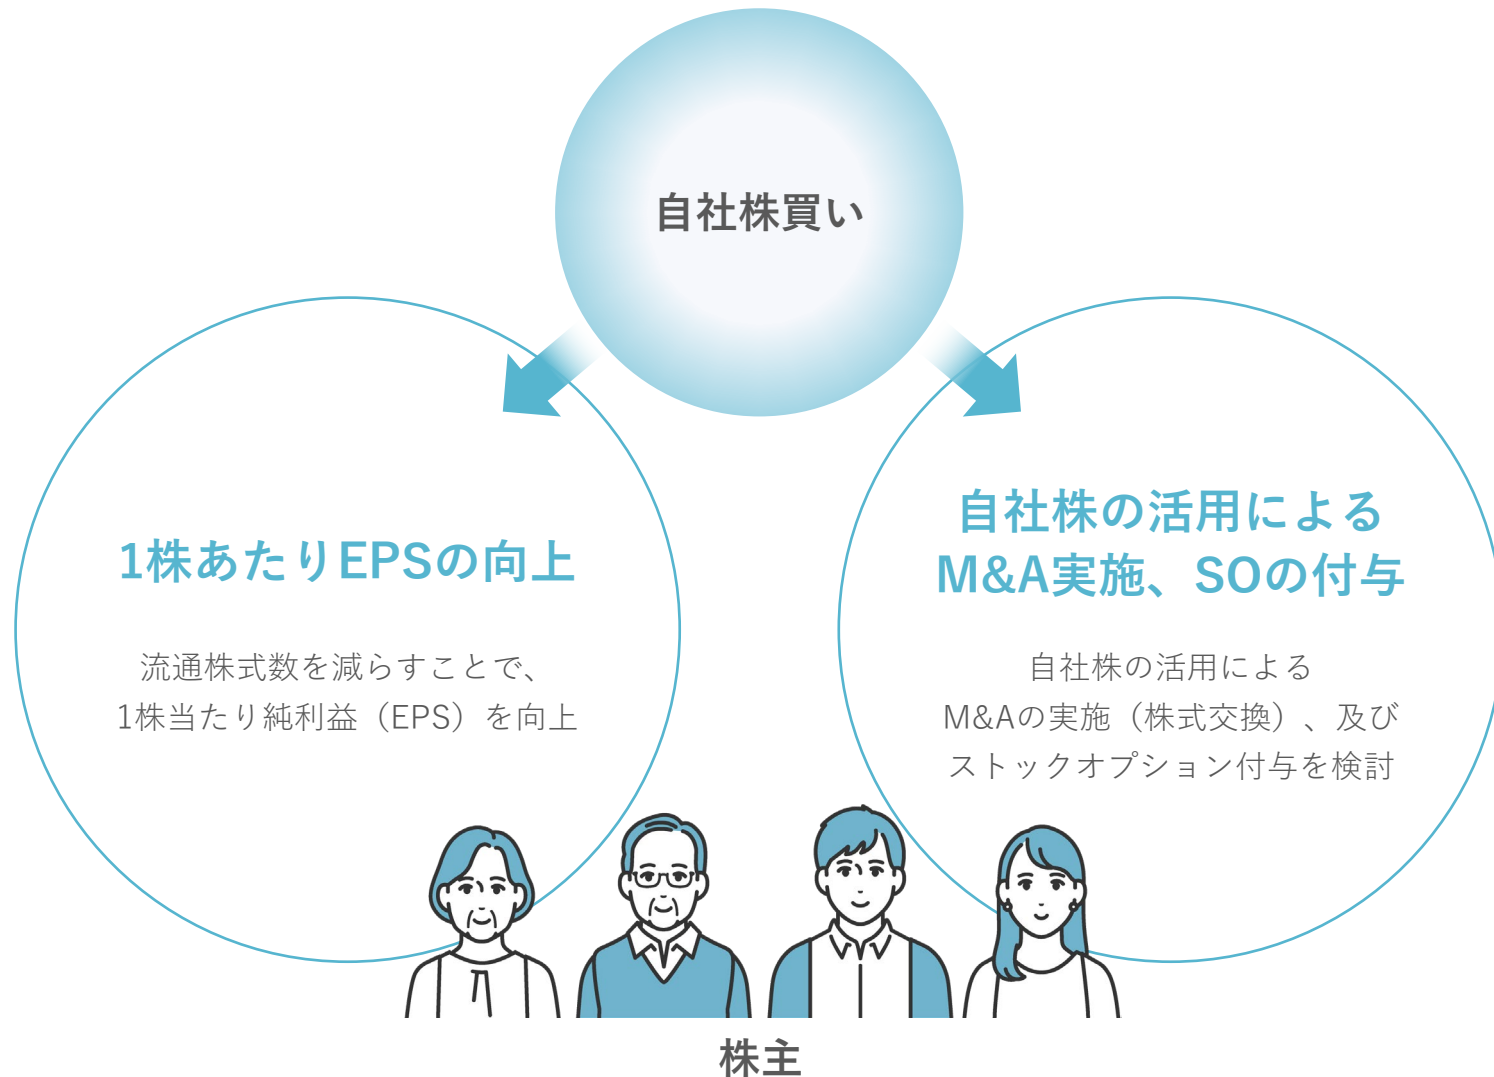 自社株買い
1株あたりEPSの向上
流通株式数を減らすことで、
1株当たり純利益（EPS）を向上
自社株の活用による
M&A実施、SOの付与
自社株の活用による
M&Aの実施（株式交換）、及び
ストックオプション付与を検討
株主